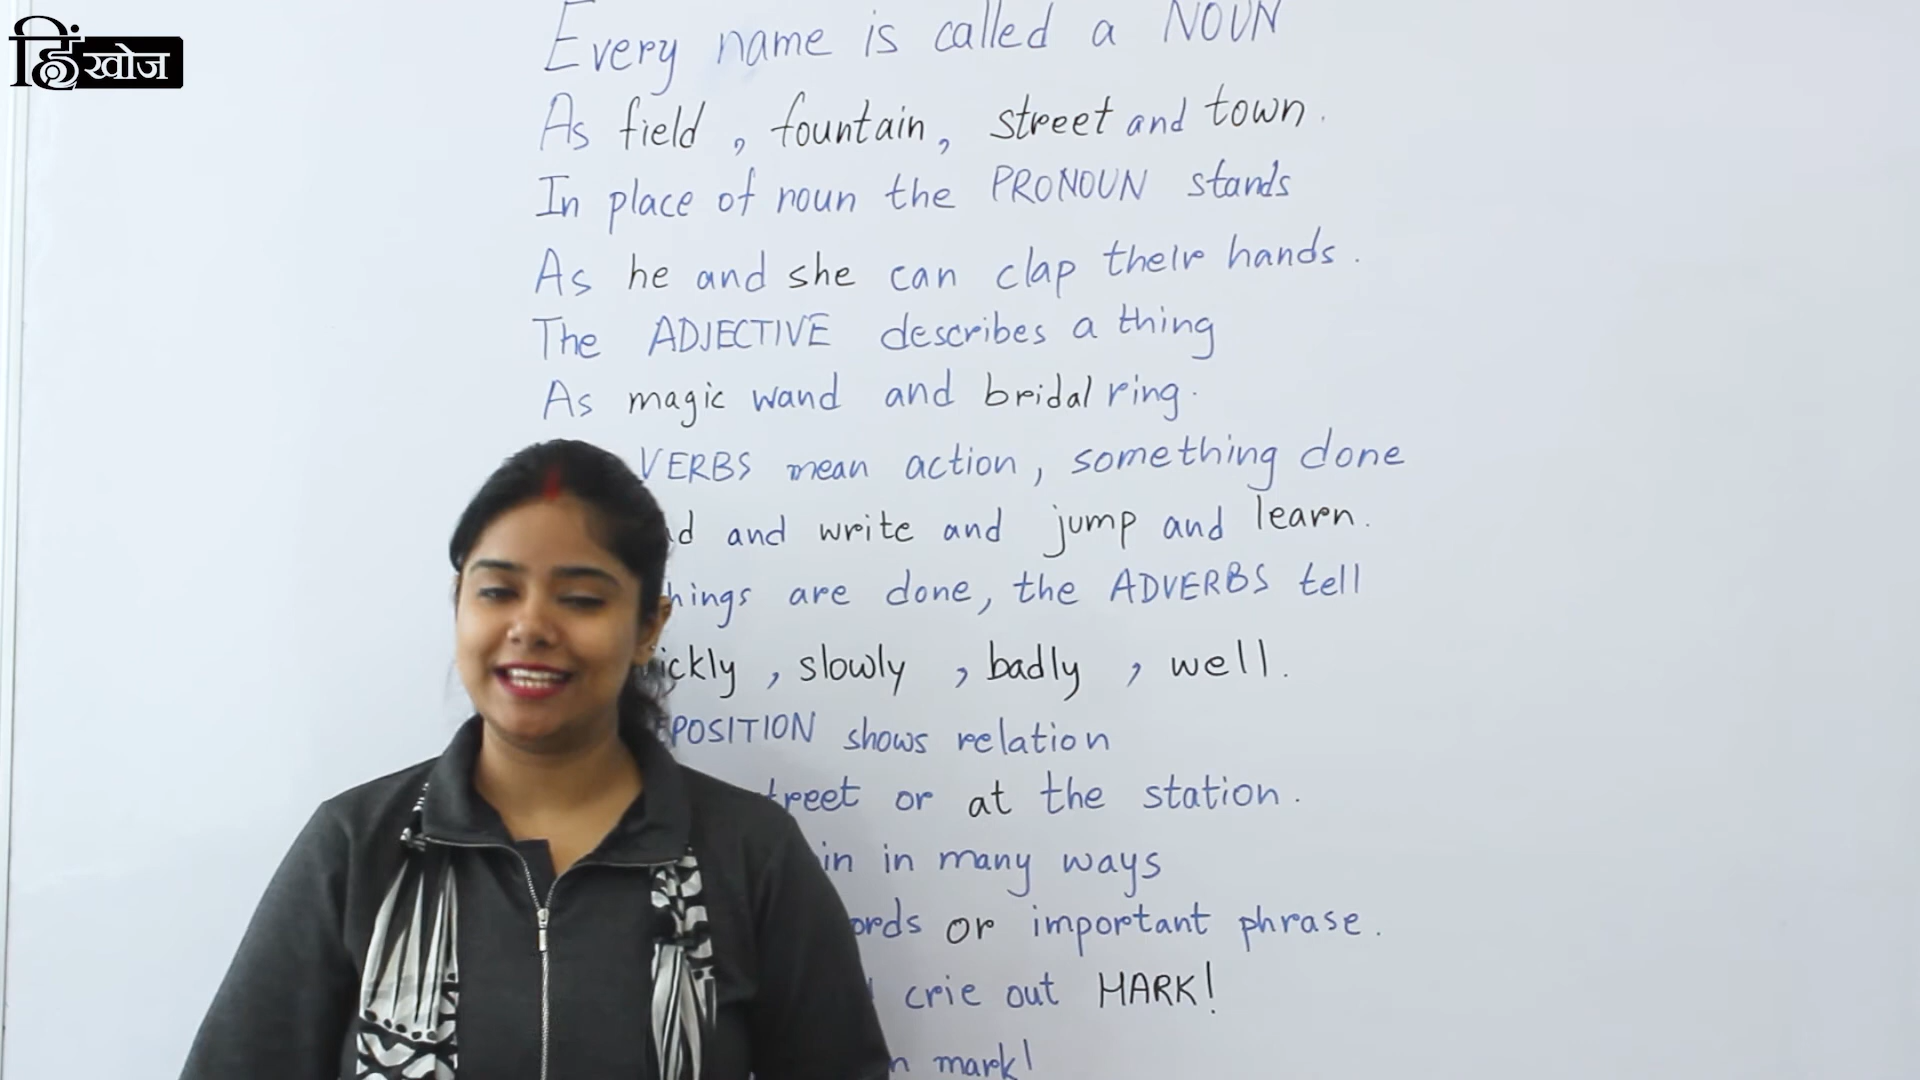 हिंखोज
Every name is called a NOUN
As field, fountain, street and town.
In place of noun the PRONOUN stands
As he and she can clap their hands.
The ADJECTIVE describes a thing
As magic wand and bridal ring.
VERBS mean action, something done
and write and jump and learn.
are done, the ADVERBS tell
, slowly, badly, well.
shows relation
or at the station.
in many ways
or important phrase.
crie out MARK!
mark!